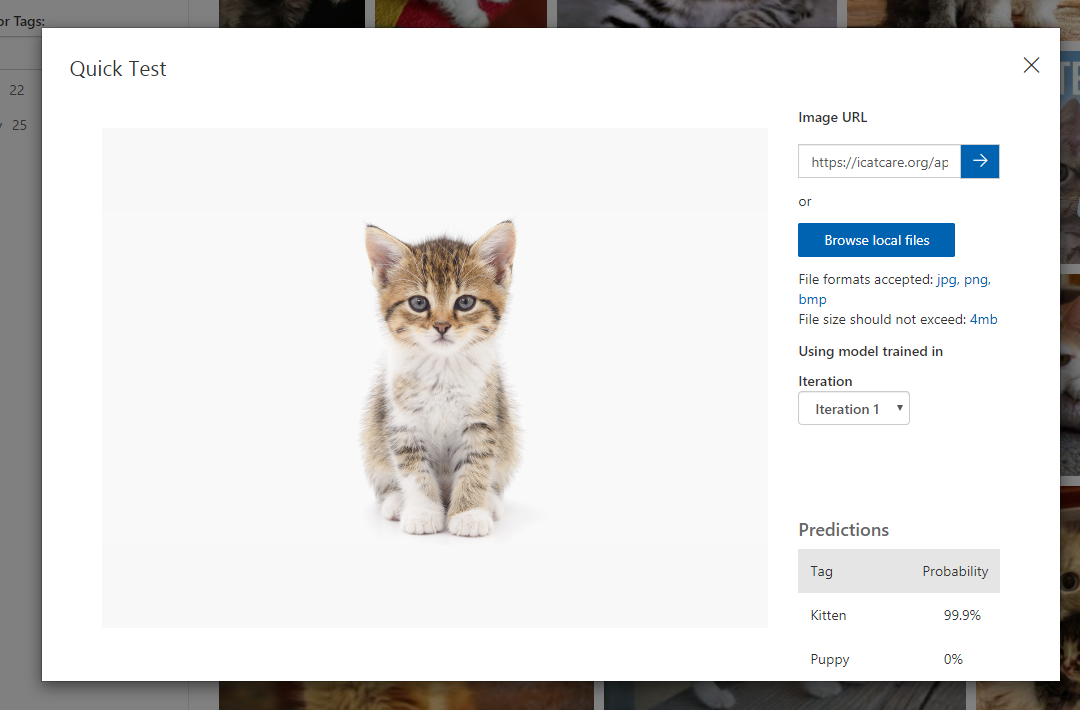 or Tags:
22
25
Quick Test
Image URL
https://icatcare.org/ap
or
Browse local files
File formats accepted: jpg, png,
bmp
File size should not exceed: 4mb
Using model trained in
Iteration
Iteration 1
Predictions
Tag Probability
Kitten 99.9%
Puppy 0%